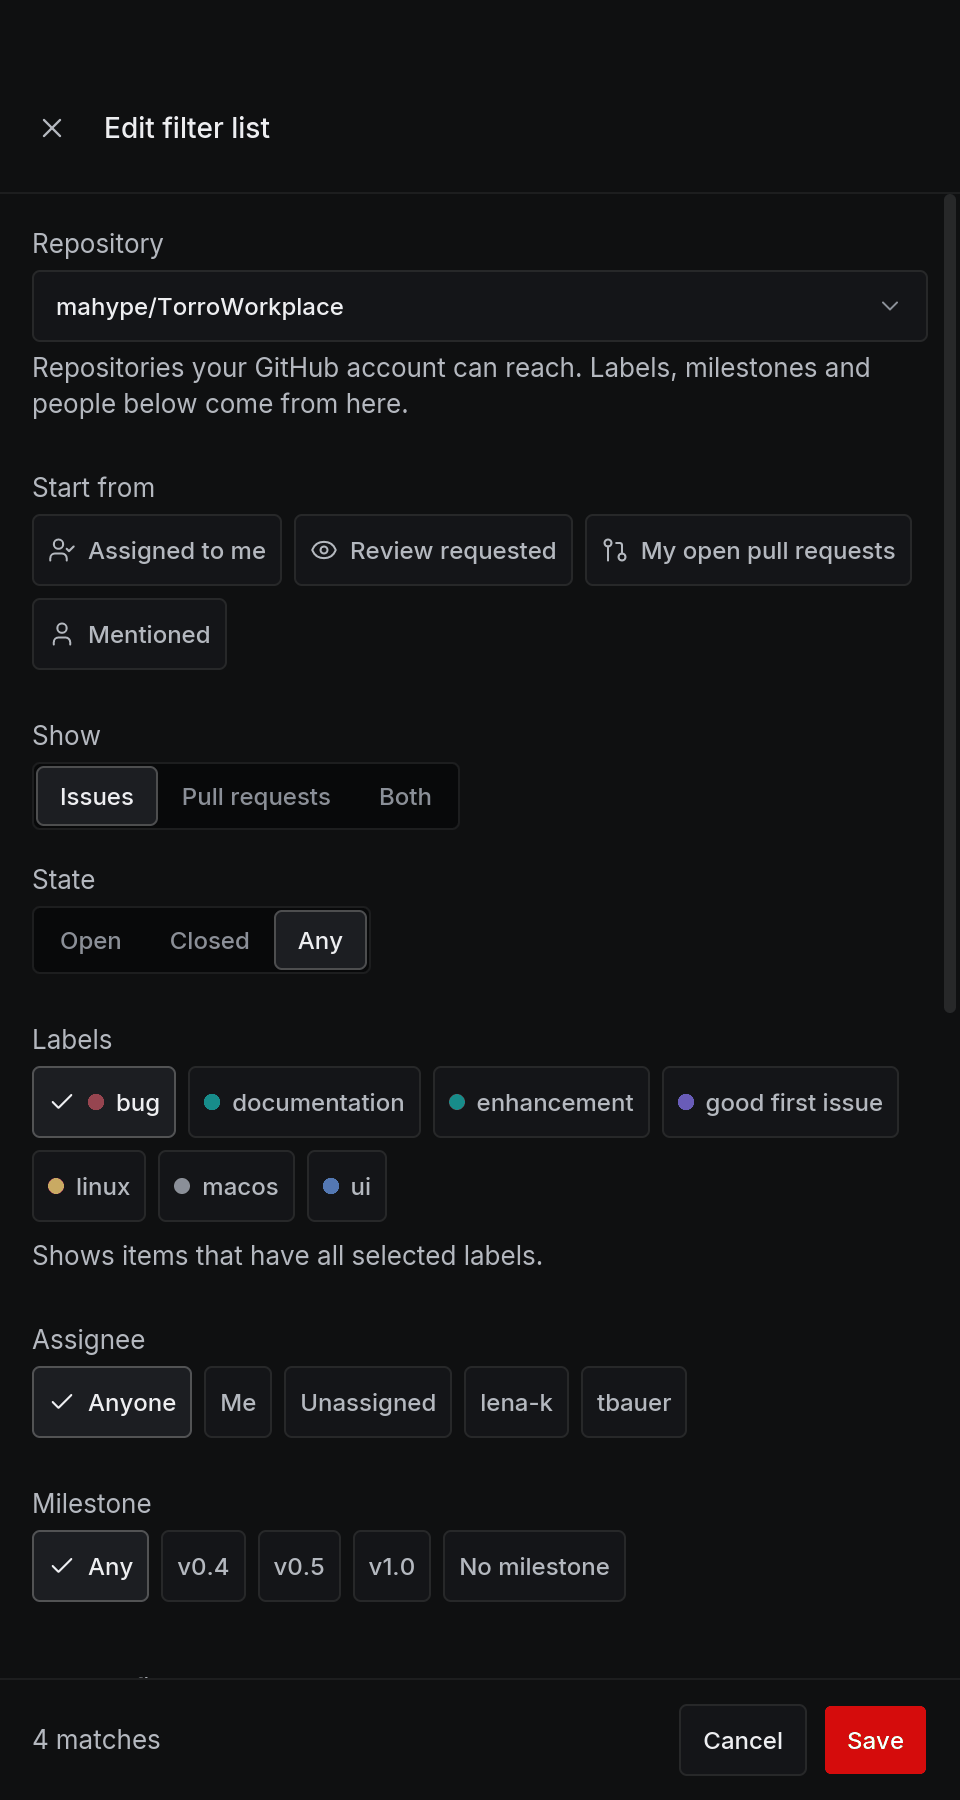 Edit filter list
Repository
mahype/TorroWorkplace
Repositories your GitHub account can reach. Labels, milestones and
people below come from here.
Start from
Assigned to me Review requested My open pull requests
Mentioned
Show
Issues Pull requests Both
State
Open Closed Any
Labels
bug documentation enhancement good first issue
linux macos ui
Shows items that have all selected labels.
Assignee
Anyone Me Unassigned lena-k tbauer
Milestone
Any v0.4 v0.5 v1.0 No milestone
4 matches Cancel Save